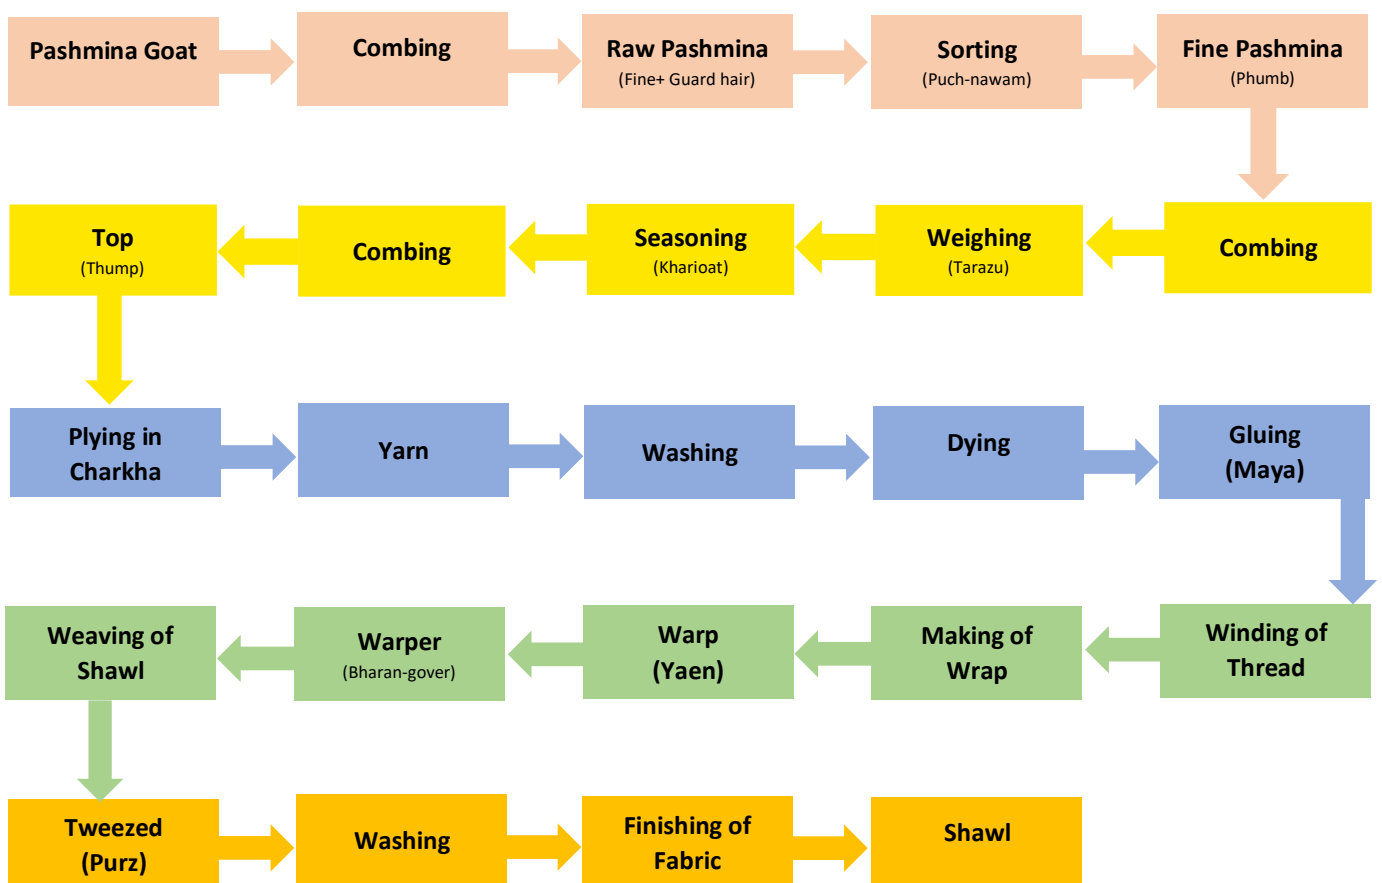 Pashmina Goat
Combing
Raw Pashmina
(Fine+ Guard hair)
Sorting
(Puch-nawam)
Fine Pashmina
(Phumb)
Top
(Thump)
Combing
Seasoning
(Kharioat)
Weighing
(Tarazu)
Combing
Plying in
Charkha
Yarn
Washing
Dying
Gluing
(Maya)
Weaving of
Shawl
Warper
(Bharan-gover)
Warp
(Yaen)
Making of
Wrap
Winding of
Thread
Tweezed
(Purz)
Washing
Finishing of
Fabric
Shawl